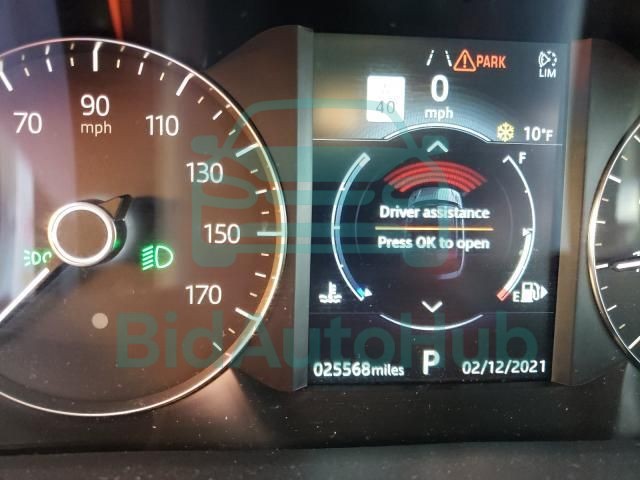 70
90
mph
110
130
150
170
PARK
LIM
40
0
mph
10°F
F
Driver assistance
Press OK to open
E
025568miles
P
02/12/2021
BidAutoHub